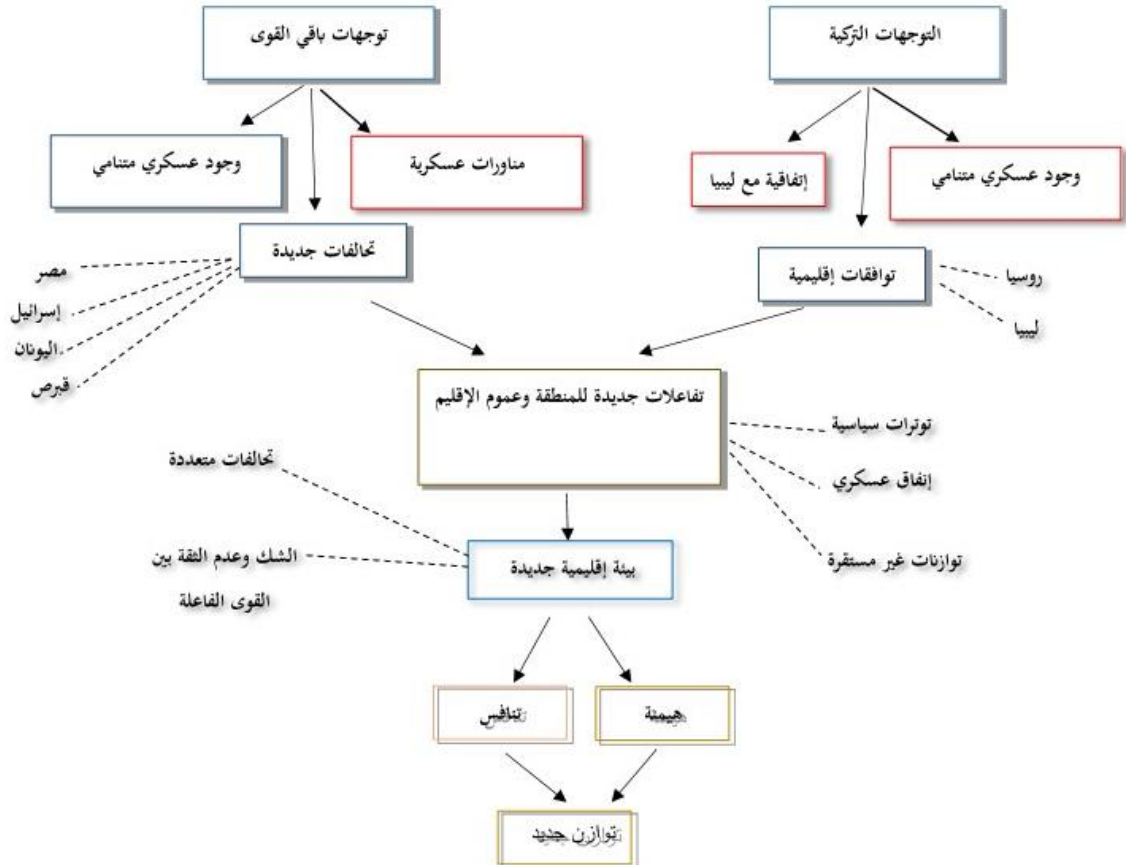 التوجهات التركية
توجهات باقي القوى
وجود عسكري متنامي
إتفاقية مع ليبيا
مناورات عسكرية
وجود عسكري متنامي
توافقات إقليمية
روسيا
ليبيا
تحالفات جديدة
مصر
إسرائيل
اليونان
قبرص
تفاعلات جديدة للمنطقة وعموم الإقليم
توترات سياسية
إنفاق عسكري
توازنات غير مستقرة
تحالفات متعددة
الشك وعدم الثقة بين
القوى الفاعلة
بيئة إقليمية جديدة
هيمنة
تنافس
توازن جديد